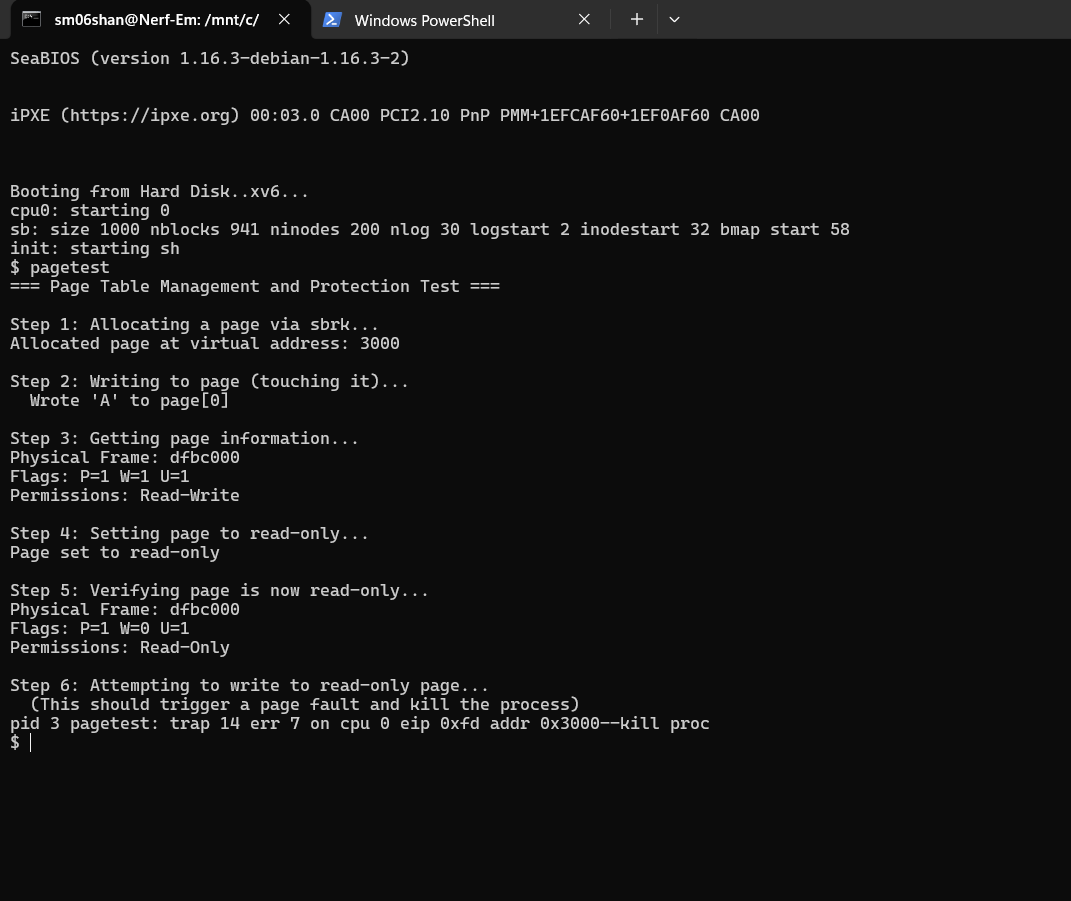 sm06shan@Nerf-Em: /mnt/c/
Windows PowerShell
SeaBIOS (version 1.16.3-debian-1.16.3-2)
iPXE (https://ipxe.org) 00:03.0 CA00 PCI2.10 PnP PMM+1EFCAF60+1EF0AF60 CA00
Booting from Hard Disk..xv6...
cpu0: starting 0
sb: size 1000 nblocks 941 ninodes 200 nlog 30 logstart 2 inodestart 32 bmap start 58
init: starting sh
$ pagetest
=== Page Table Management and Protection Test ===
Step 1: Allocating a page via sbrk...
Allocated page at virtual address: 3000
Step 2: Writing to page (touching it)...
Wrote 'A' to page[0]
Step 3: Getting page information...
Physical Frame: dfbc000
Flags: P=1 W=1 U=1
Permissions: Read-Write
Step 4: Setting page to read-only...
Page set to read-only
Step 5: Verifying page is now read-only...
Physical Frame: dfbc000
Flags: P=1 W=0 U=1
Permissions: Read-Only
Step 6: Attempting to write to read-only page...
(This should trigger a page fault and kill the process)
pid 3 pagetest: trap 14 err 7 on cpu 0 eip 0xfd addr 0x3000--kill proc
$